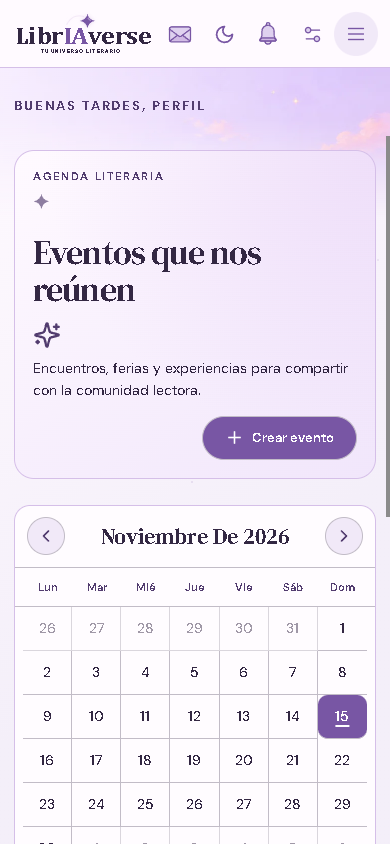 LibrIAverse
TU UNIVERSO LITERARIO
BUENAS TARDES, PERFIL
AGENDA LITERARIA
Eventos que nos
reúnen
Encuentros, ferias y experiencias para compartir
con la comunidad lectora.
Crear evento
Noviembre De 2026
Lun Mar Mié Jue Vie Sáb Dom
26 27 28 29 30 31 1
2 3 4 5 6 7 8
9 10 11 12 13 14 15
16 17 18 19 20 21 22
23 24 25 26 27 28 29